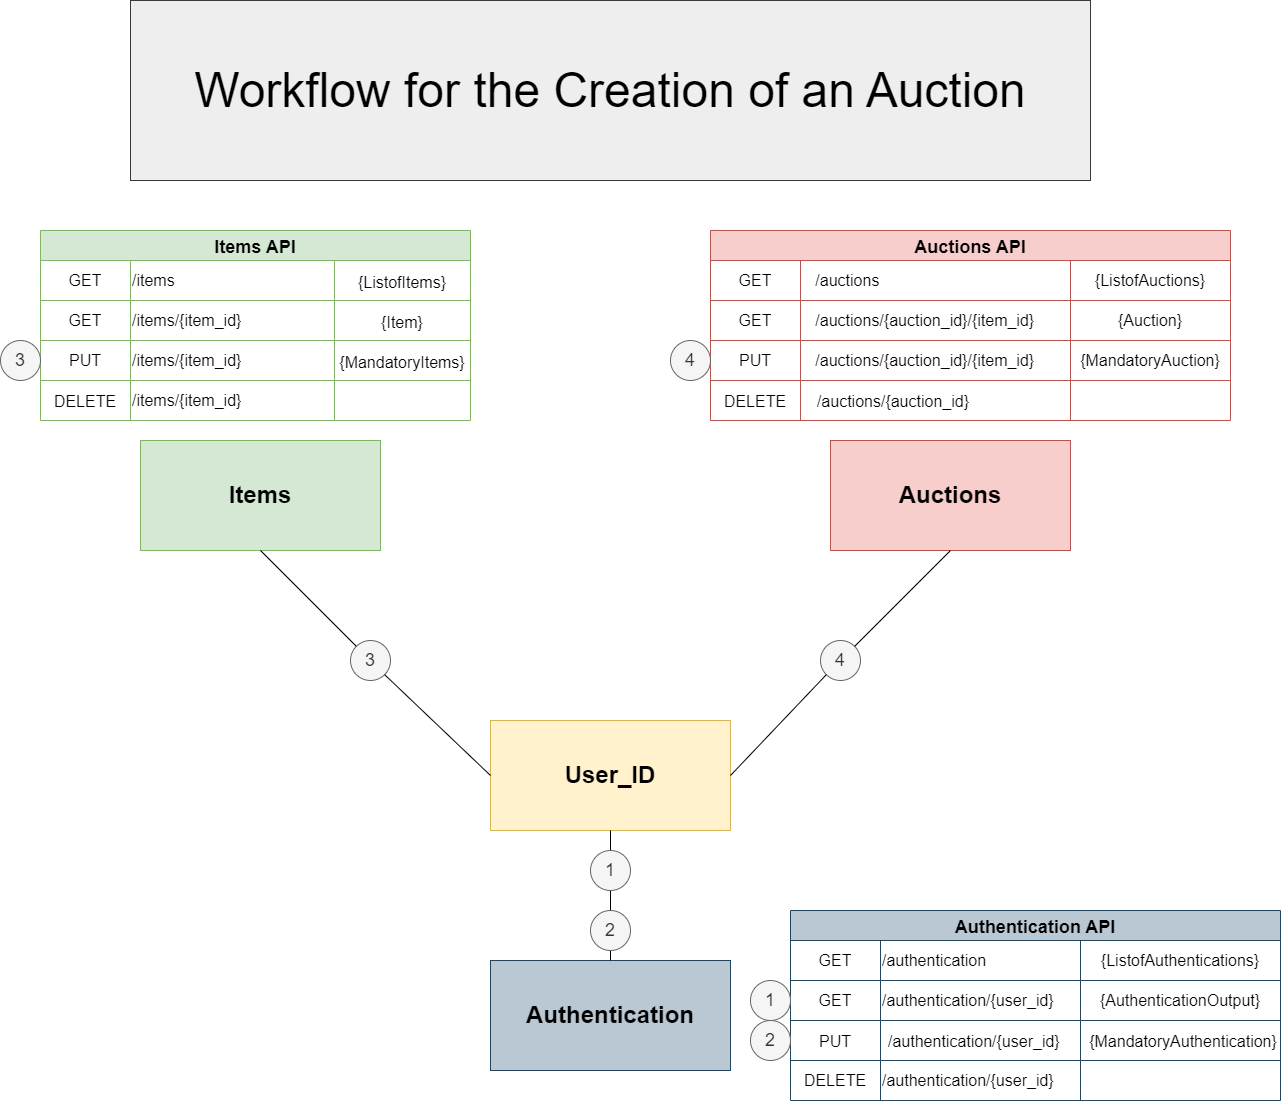 Workflow for the Creation of an Auction
Items API
GET /items {ListofItems}
GET /items/{item_id} {Item}
3 PUT /items/{item_id} {MandatoryItems}
DELETE /items/{item_id}
Auctions API
GET /auctions {ListofAuctions}
GET /auctions/{auction_id}/{item_id} {Auction}
4 PUT /auctions/{auction_id}/{item_id} {MandatoryAuction}
DELETE /auctions/{auction_id}
Items
Auctions
3
4
User_ID
1
2
Authentication
Authentication API
GET /authentication {ListofAuthentications}
1 GET /authentication/{user_id} {AuthenticationOutput}
2 PUT /authentication/{user_id} {MandatoryAuthentication}
DELETE /authentication/{user_id}